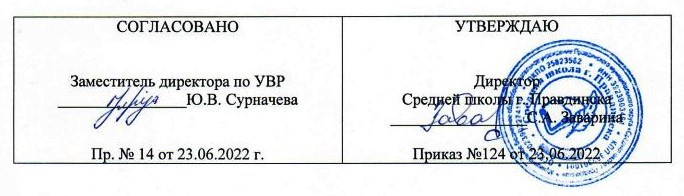 СОГЛАСОВАНО
Заместитель директора по УВР
Ю.В. Сурначева
Пр. № 14 от 23.06.2022 г.
УТВЕРЖДАЮ
Директор
Средней школы г. Правдинска
С.А. Заварина
Приказ №124 от 23.06.2022